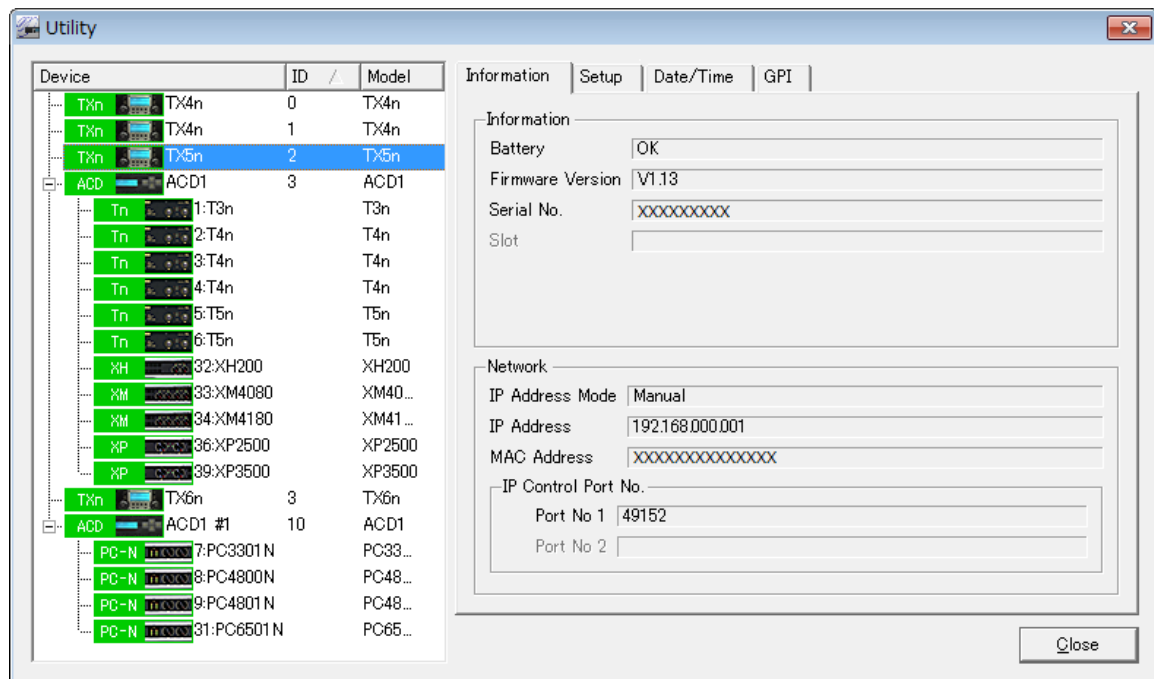 Utility
Device ID Model
TXn TX4n 0 TX4n
TXn TX4n 1 TX4n
TXn TX5n 2 TX5n
ACD ACD1 3 ACD1
Tn 1:T3n T3n
Tn 2:T4n T4n
Tn 3:T4n T4n
Tn 4:T4n T4n
Tn 5:T5n T5n
Tn 6:T5n T5n
XH 32:XH200 XH200
XM 33:XM4080 XM40...
XM 34:XM4180 XM41...
XP 36:XP2500 XP2500
XP 39:XP3500 XP3500
TXn TX6n 3 TX6n
ACD ACD1 #1 10 ACD1
PC-N 7:PC3301N PC33...
PC-N 8:PC4800N PC48...
PC-N 9:PC4801N PC48...
PC-N 31:PC6501N PC65...
Information Setup Date/Time GPI
Information
Battery OK
Firmware Version V1.13
Serial No. XXXXXXXXX
Slot
Network
IP Address Mode Manual
IP Address 192.168.000.001
MAC Address XXXXXXXXXXXXXX
IP Control Port No.
Port No 1 49152
Port No 2
Close